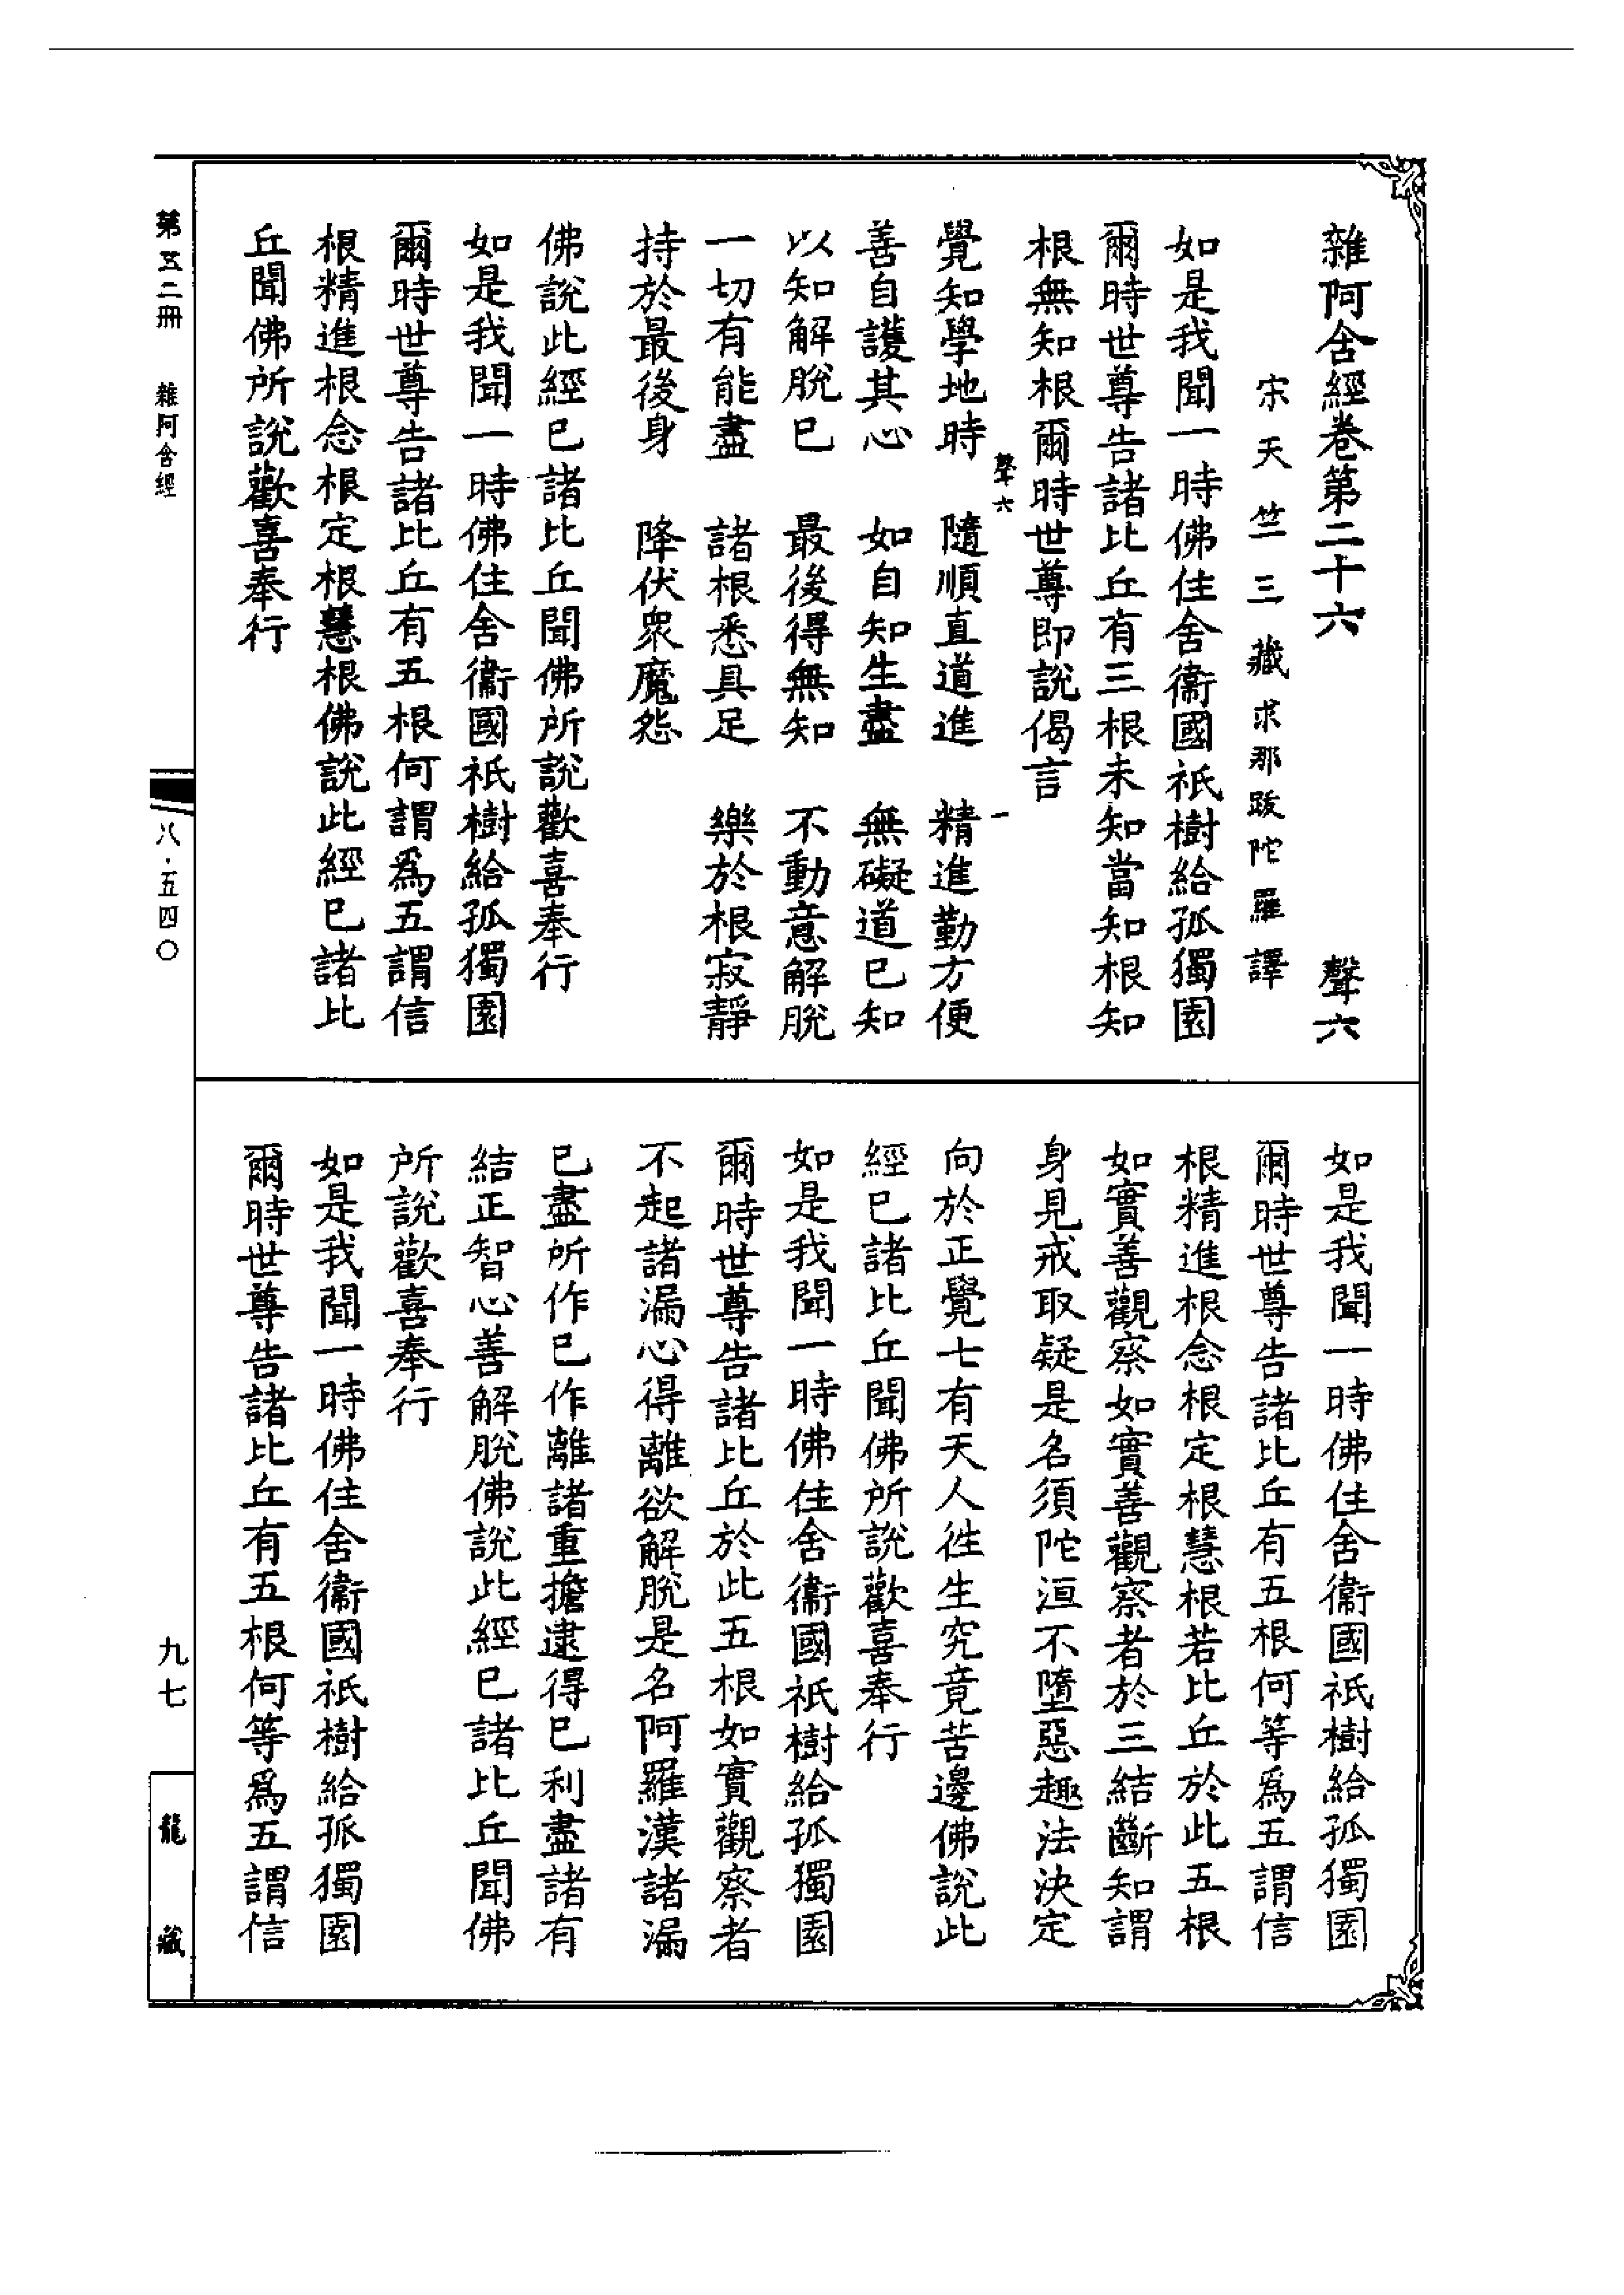 雜阿含經卷第二十六　聲六
宋天竺三藏求那跋陀羅譯
如是我聞一時佛住舍衞國祇樹給孤獨園
爾時世尊告諸比丘有三根未知當知根知
根無知根爾時世尊即說偈言
聲六　一
覺知學地時　隨順直道進　精進勤方便
善自護其心　如自知生盡　無礙道已知
以知解脫已　最後得無知　不動意解脫
一切有能盡　諸根悉具足　樂於根寂靜
持於最後身　降伏衆魔怨
佛說此經已諸比丘聞佛所說歡喜奉行
如是我聞一時佛住舍衞國祇樹給孤獨園
爾時世尊告諸比丘有五根何謂爲五謂信
根精進根念根定根慧根佛說此經已諸比
丘聞佛所說歡喜奉行
如是我聞一時佛住舍衞國祇樹給孤獨園
爾時世尊告諸比丘有五根何等爲五謂信
根精進根念根定根慧根若比丘於此五根
如實善觀察如實善觀察者於三結斷知謂
身見戒取疑是名須陀洹不墮惡趣法決定
向於正覺七有天人徃生究竟苦邊佛說此
經已諸比丘聞佛所說歡喜奉行
如是我聞一時佛住舍衞國祇樹給孤獨園
爾時世尊告諸比丘於此五根如實觀察者
不起諸漏心得離欲解脫是名阿羅漢諸漏
已盡所作已作離諸重擔逮得已利盡諸有
結正智心善解脫佛說此經已諸比丘聞佛
所說歡喜奉行
如是我聞一時佛住舍衞國祇樹給孤獨園
爾時世尊告諸比丘有五根何等爲五謂信
第五二冊　雜阿含經　八·五四〇　九七　龍藏